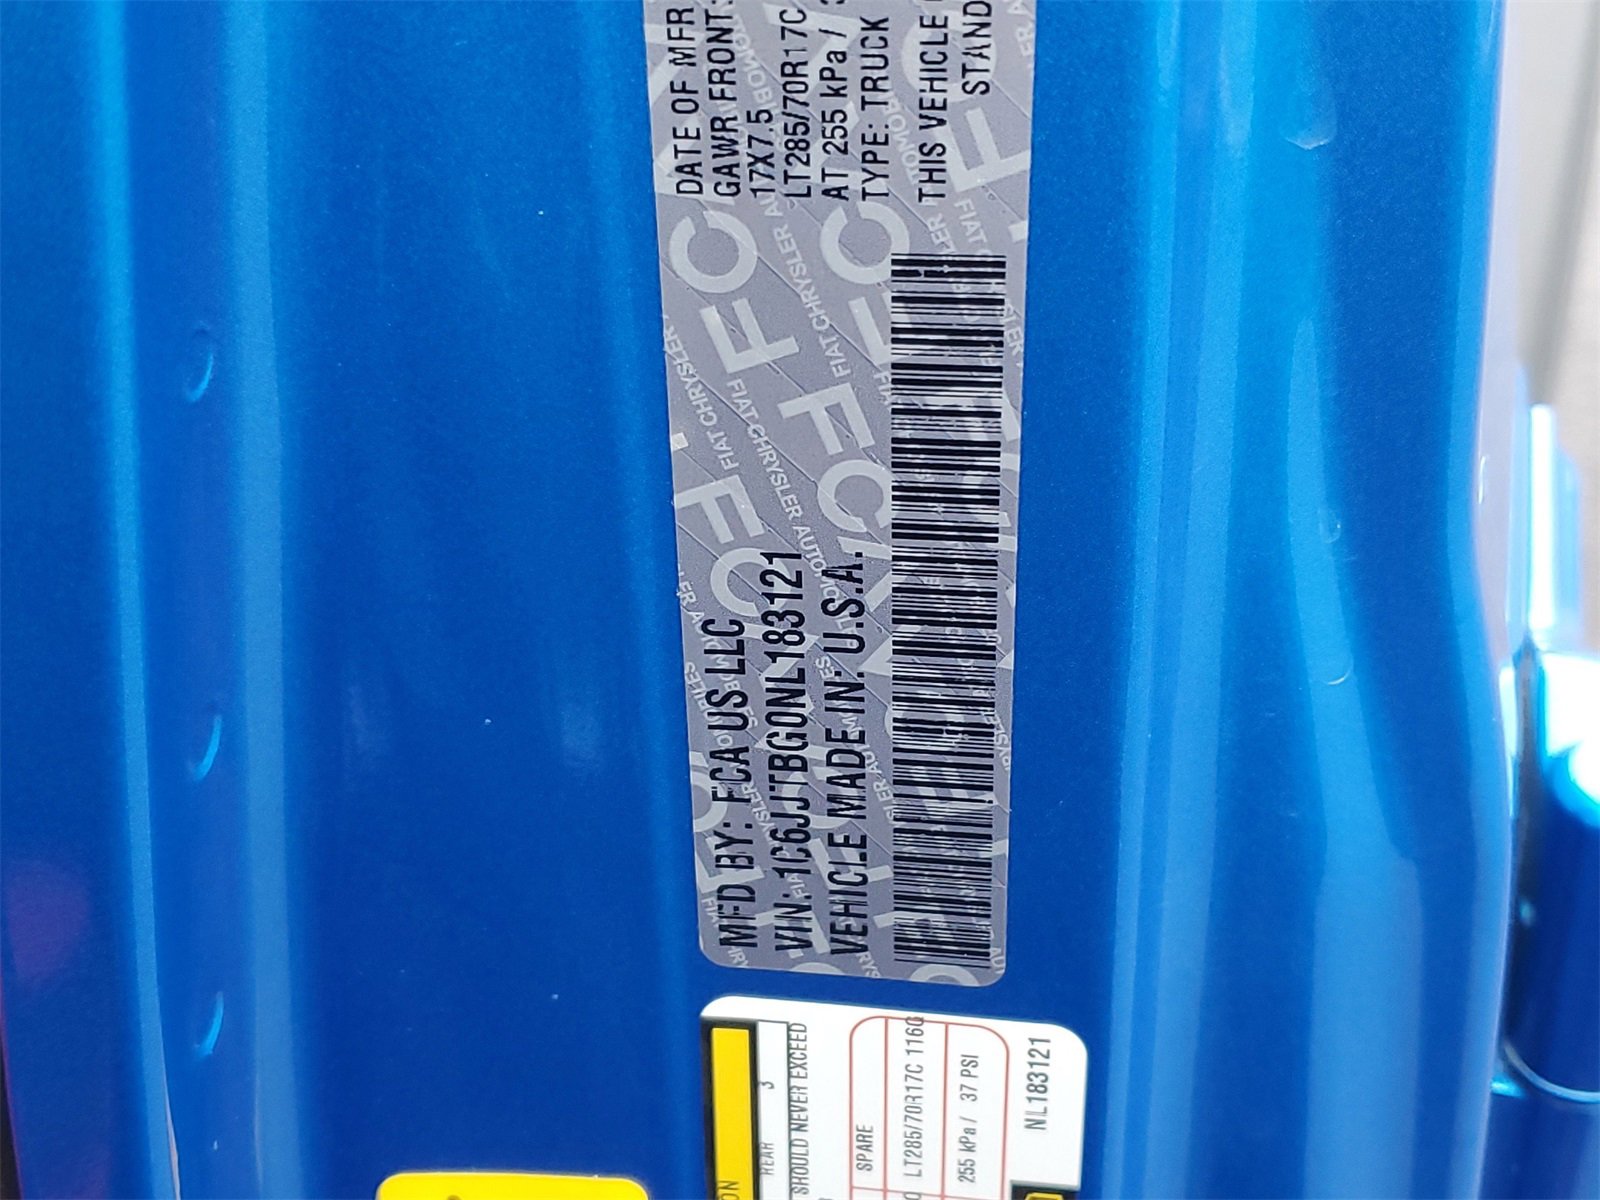 MFD BY: FCA US LLC
VIN: 1C6JJTBG0NL183121
VEHICLE MADE IN: U.S.A.
DATE OF MFR
GAWR FRONT:
17X7.5
LT285/70R17C
AT 255 kPa /
TYPE: TRUCK
THIS VEHICLE
STAND
FIAT CHRYSLER AUTOMOBILES
FCA
REAR 3
SHOULD NEVER EXCEED
SPARE
LT285/70R17C 116Q
255 kPa / 37 PSI
NL183121